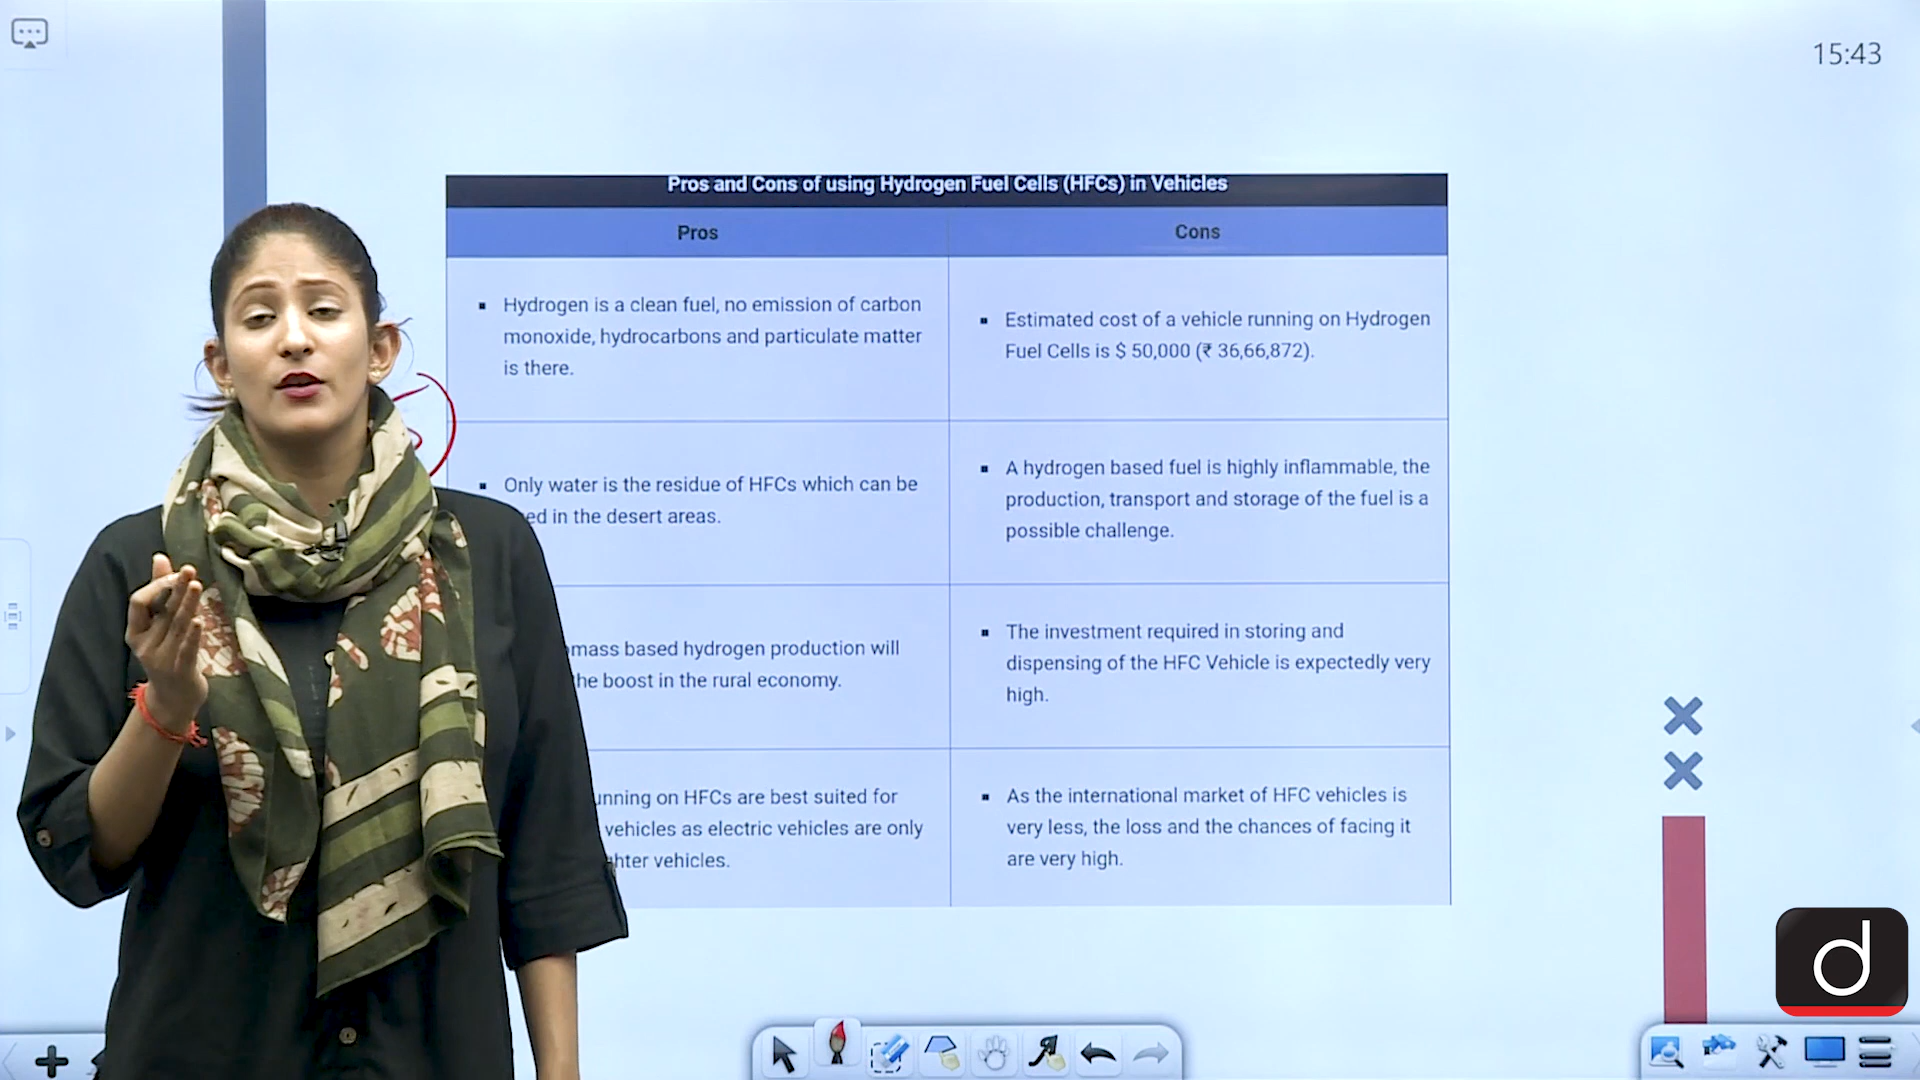 15:43
Pros and Cons of using Hydrogen Fuel Cells (HFCs) in Vehicles
Pros
Cons
Hydrogen is a clean fuel, no emission of carbon
monoxide, hydrocarbons and particulate matter
is there.
Estimated cost of a vehicle running on Hydrogen
Fuel Cells is $ 50,000 (₹ 36,66,872).
Only water is the residue of HFCs which can be
in the desert areas.
A hydrogen based fuel is highly inflammable, the
production, transport and storage of the fuel is a
possible challenge.
based hydrogen production will
boost in the rural economy.
The investment required in storing and
dispensing of the HFC Vehicle is expectedly very
high.
on HFCs are best suited for
vehicles as electric vehicles are only
vehicles.
As the international market of HFC vehicles is
very less, the loss and the chances of facing it
are very high.
d